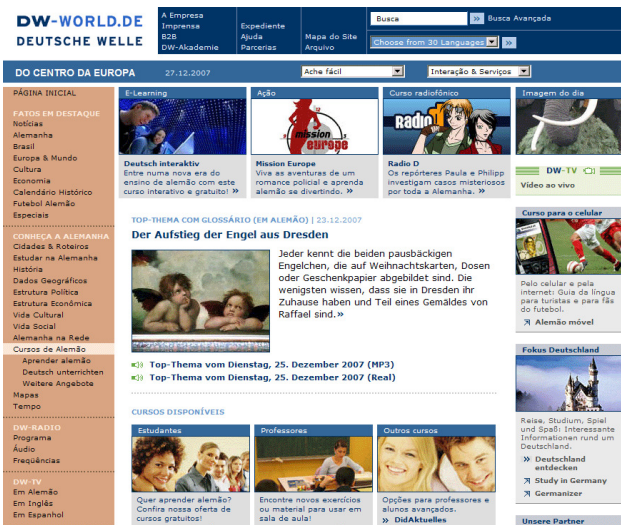 DW-WORLD.DE
DEUTSCHE WELLE
A Empresa
Imprensa
B2B
DW-Akademie
Expediente
Ajuda
Parcerias
Mapa do Site
Arquivo
Busca
» Busca Avançada
Choose from 30 Languages »
DO CENTRO DA EUROPA
27.12.2007
Ache fácil
Interação & Serviços
PÁGINA INICIAL
FATOS EM DESTAQUE
Notícias
Alemanha
Brasil
Europa & Mundo
Cultura
Economia
Calendário Histórico
Futebol Alemão
Especiais
CONHEÇA A ALEMANHA
Cidades & Roteiros
Estudar na Alemanha
História
Dados Geográficos
Estrutura Política
Estrutura Econômica
Vida Cultural
Vida Social
Alemanha na Rede
Cursos de Alemão
Aprender alemão
Deutsch unterrichten
Weitere Angebote
Mapas
Tempo
DW-RADIO
Programa
Áudio
Freqüências
DW-TV
Em Alemão
Em Inglês
Em Espanhol
E-Learning
Deutsch interaktiv
Entre numa nova era do
ensino de alemão com este
curso interativo e gratuito! »
Ação
mission
europe
Mission Europe
Viva as aventuras de um
romance policial e aprenda
alemão se divertindo. »
Curso radiofônico
Radio
Radio D
Os repórteres Paula e Philipp
investigam casos misteriosos
por toda a Alemanha. »
TOP-THEMA COM GLOSSÁRIO (EM ALEMÃO) | 23.12.2007
Der Aufstieg der Engel aus Dresden
Jeder kennt die beiden pausbäckigen
Engelchen, die auf Weihnachtskarten, Dosen
oder Geschenkpapier abgebildet sind. Die
wenigsten wissen, dass sie in Dresden ihr
Zuhause haben und Teil eines Gemäldes von
Raffael sind.»
Top-Thema vom Dienstag, 25. Dezember 2007 (MP3)
Top-Thema vom Dienstag, 25. Dezember 2007 (Real)
CURSOS DISPONÍVEIS
Estudantes
Quer aprender alemão?
Confira nossa oferta de
cursos gratuitos!
Professores
Encontre novos exercícios
ou material para usar em
sala de aula!
Outros cursos
Opções para professores e
alunos avançados.
» DidAktuelles
Imagem do dia
DW-TV
Vídeo ao vivo
Curso para o celular
Pelo celular e pela
internet: Guia da língua
para turistas e para fãs
do futebol.
Alemão móvel
Fokus Deutschland
Reise, Studium, Spiel
und Spaß: Interessante
Informationen rund um
Deutschland.
» Deutschland
entdecken
Study in Germany
Germanizer
Unsere Partner